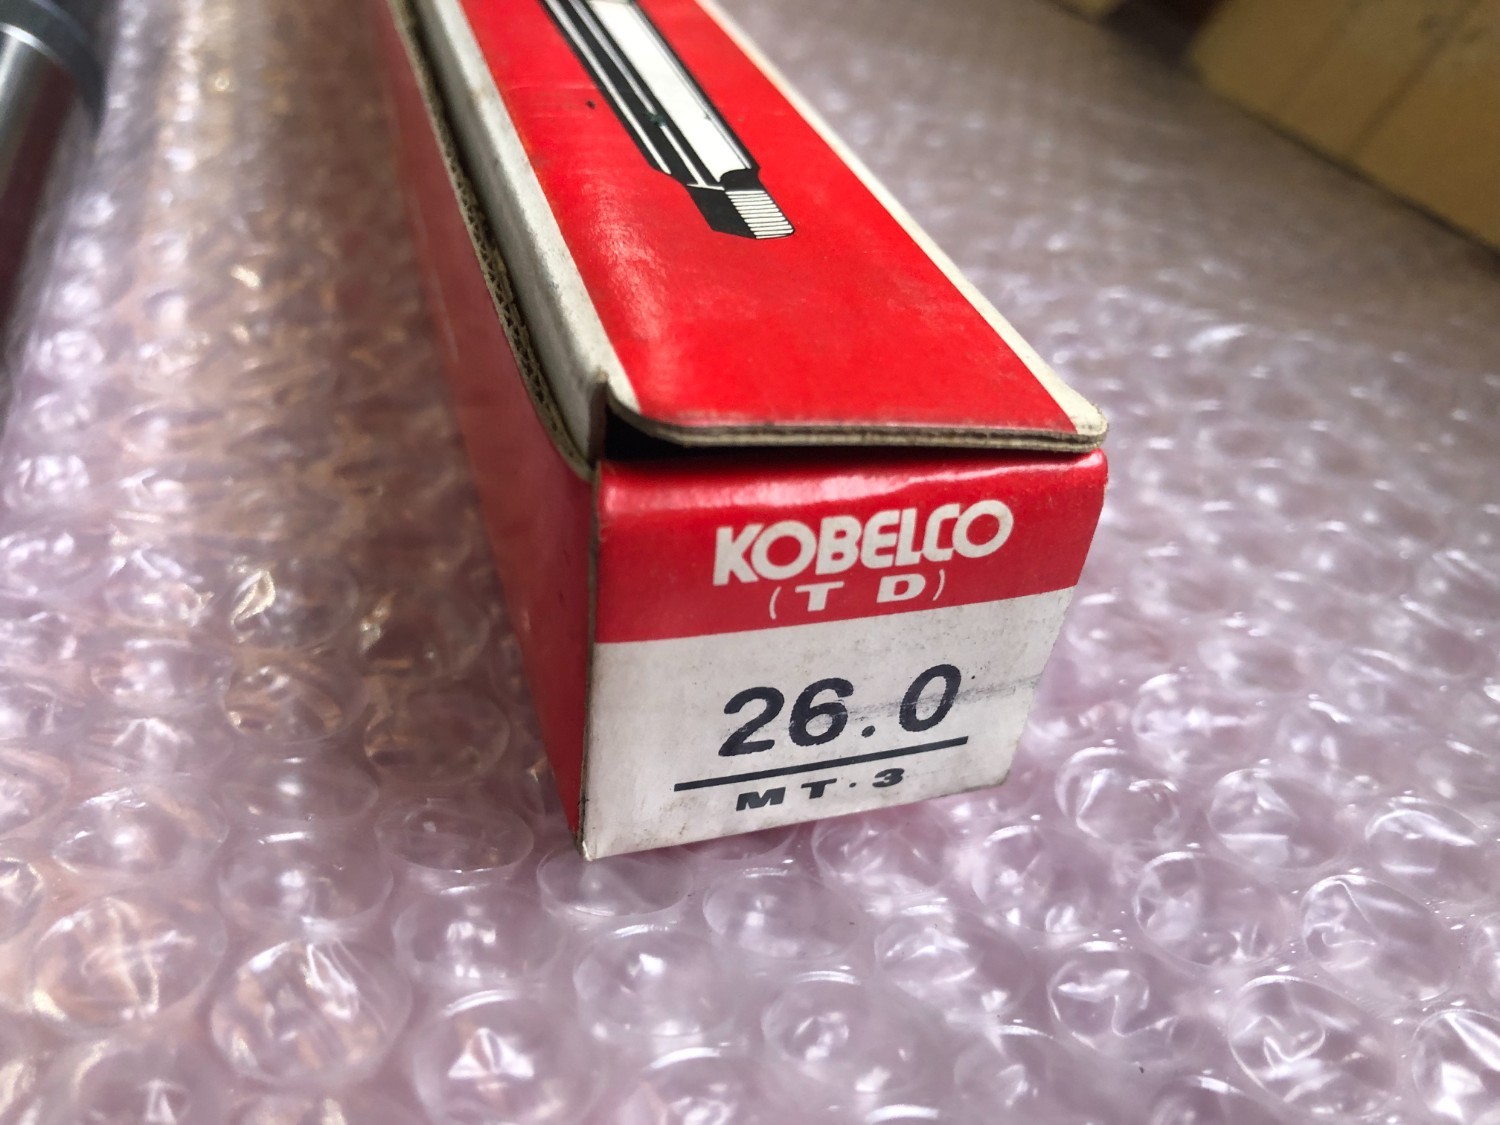 KOBELCO
(T D)
26.0
MT·3